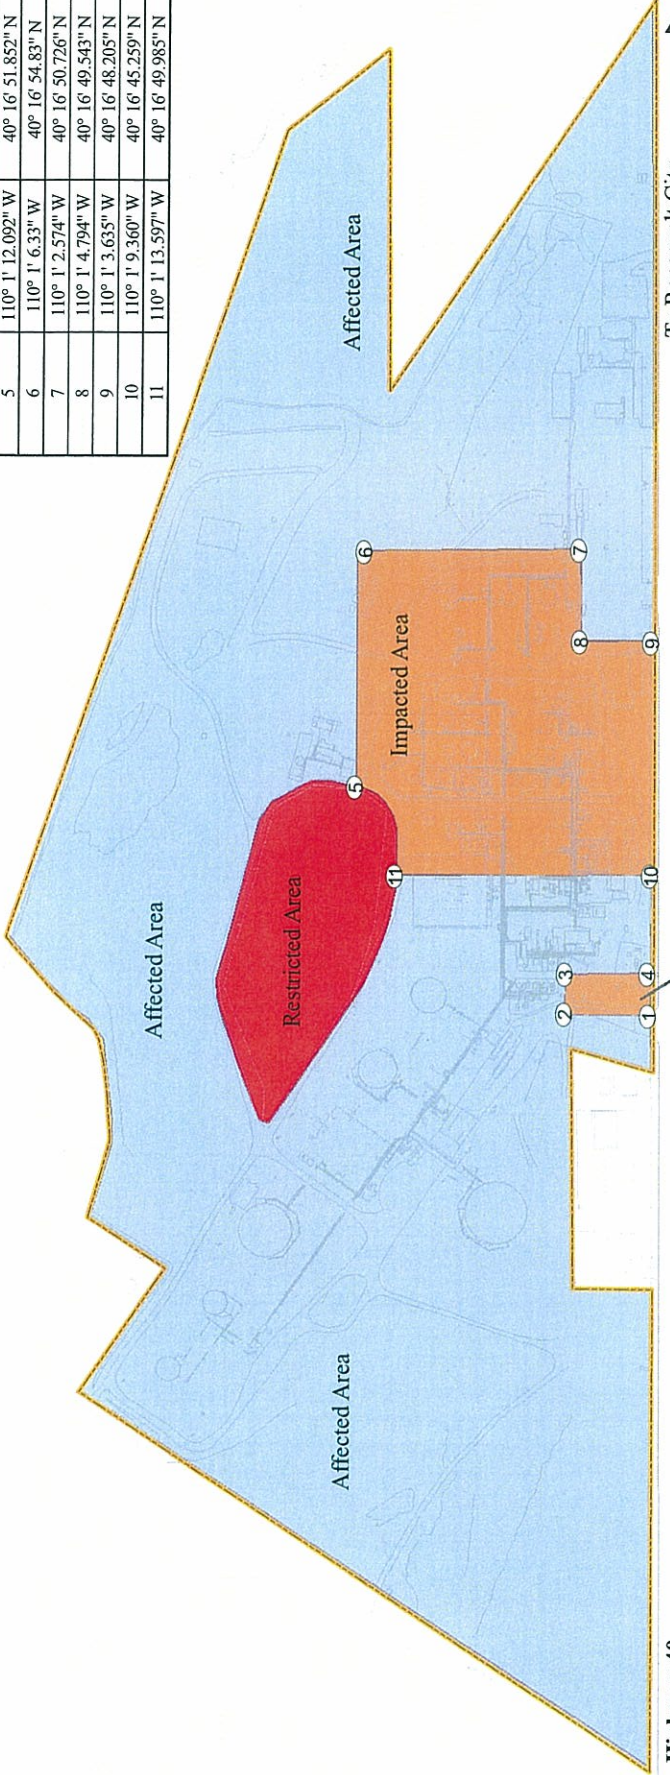 5 110° 1' 12.092" W 40° 16' 51.852" N
6 110° 1' 6.33" W 40° 16' 54.83" N
7 110° 1' 2.574" W 40° 16' 50.726" N
8 110° 1' 4.794" W 40° 16' 49.543" N
9 110° 1' 3.635" W 40° 16' 48.205" N
10 110° 1' 9.360" W 40° 16' 45.259" N
11 110° 1' 13.597" W 40° 16' 49.985" N
Affected Area
Affected Area
Affected Area
Impacted Area
Restricted Area
1
2
3
4
5
6
7
8
9
10
11